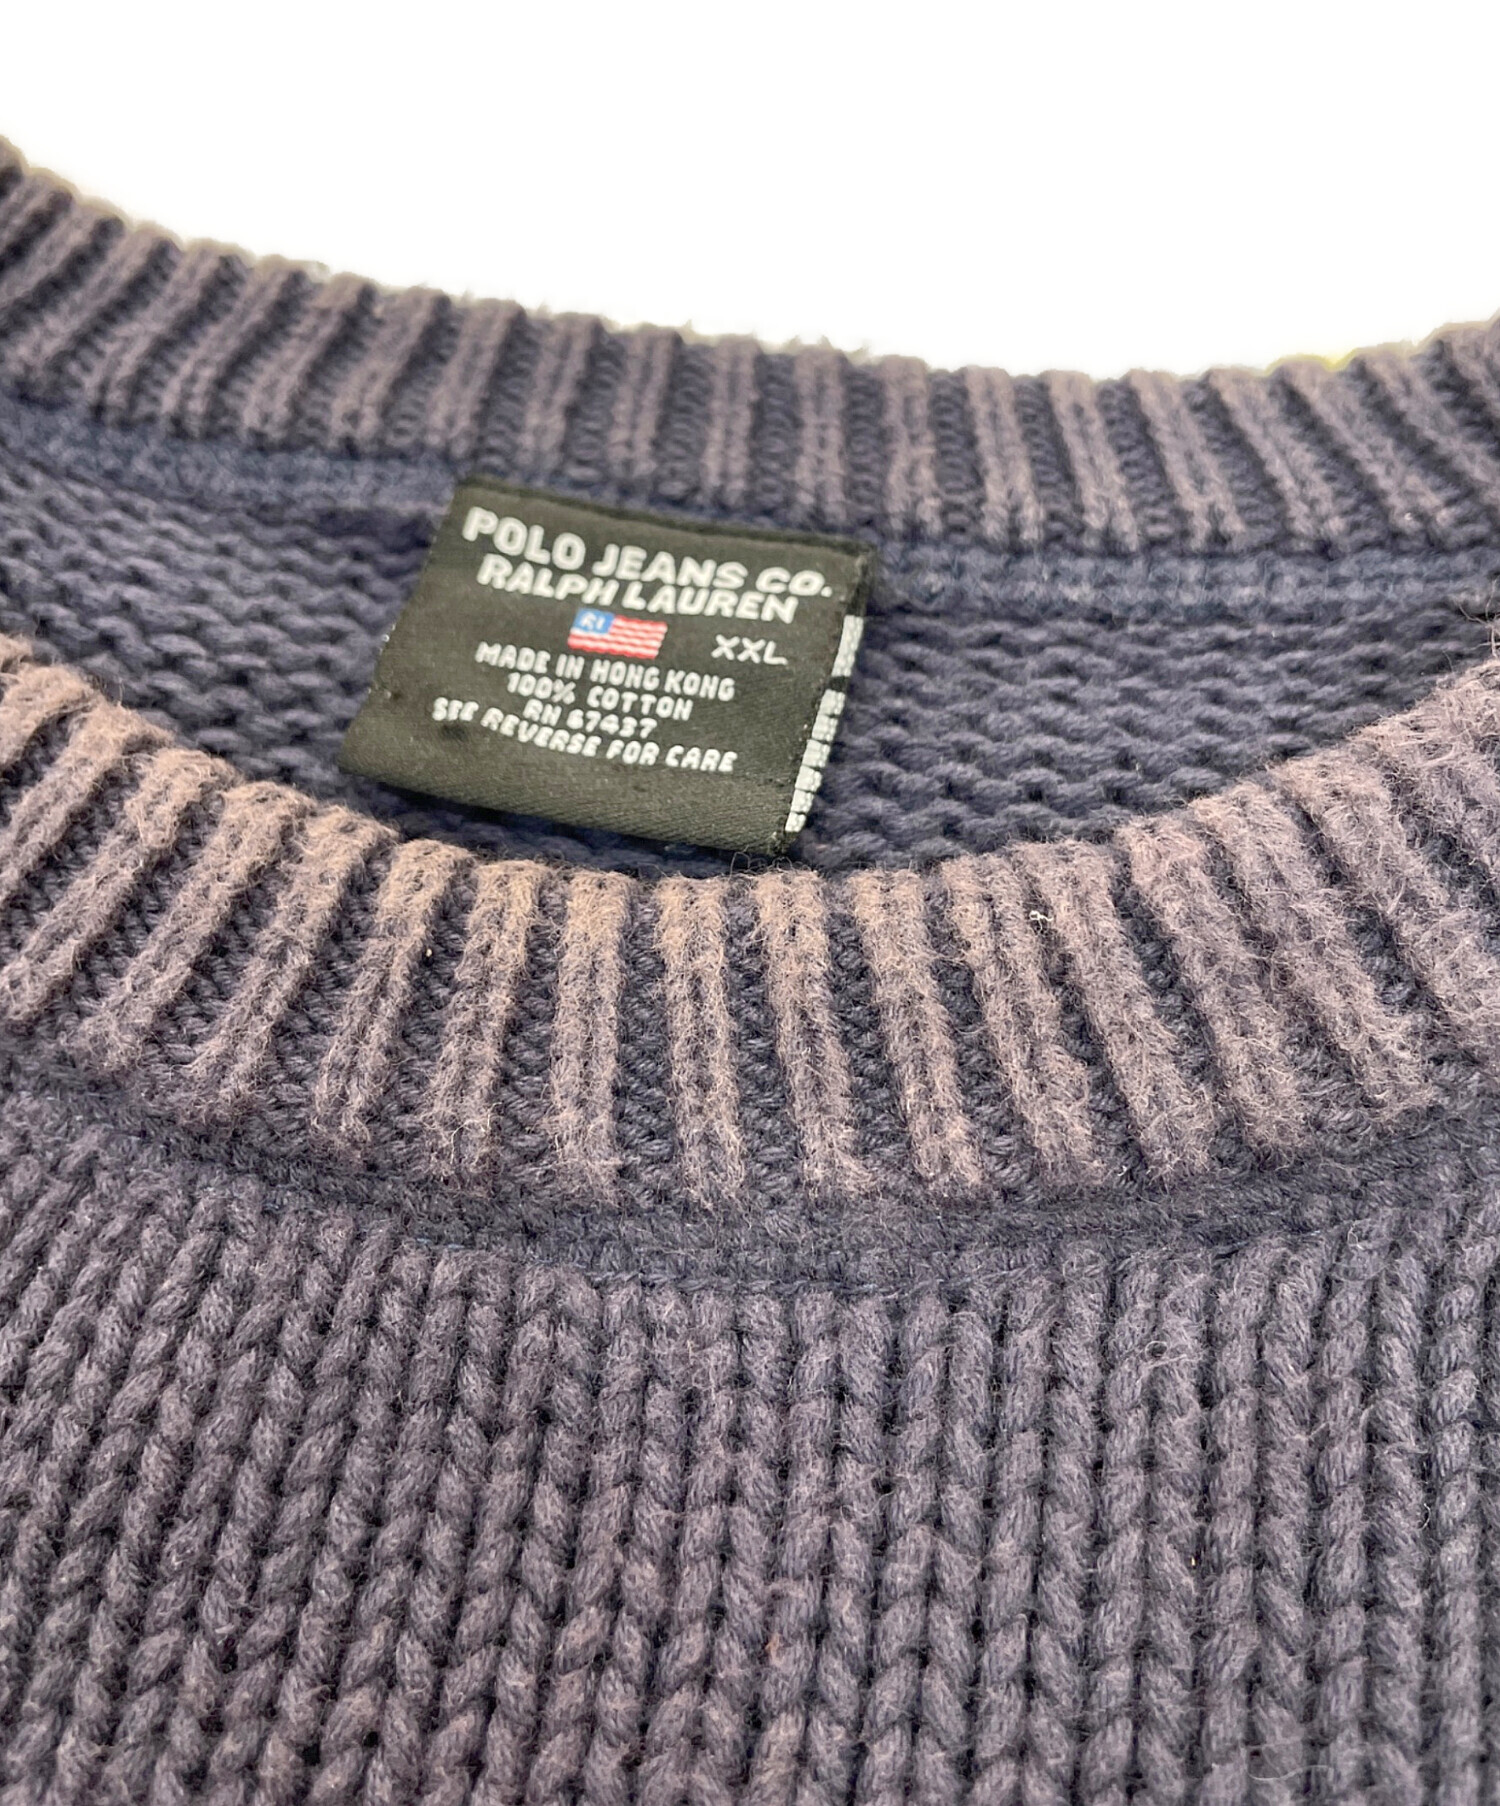 POLO JEANS CO.
RALPH LAUREN
RL
XXL
MADE IN HONG KONG
100% COTTON
RN 67437
SEE REVERSE FOR CARE